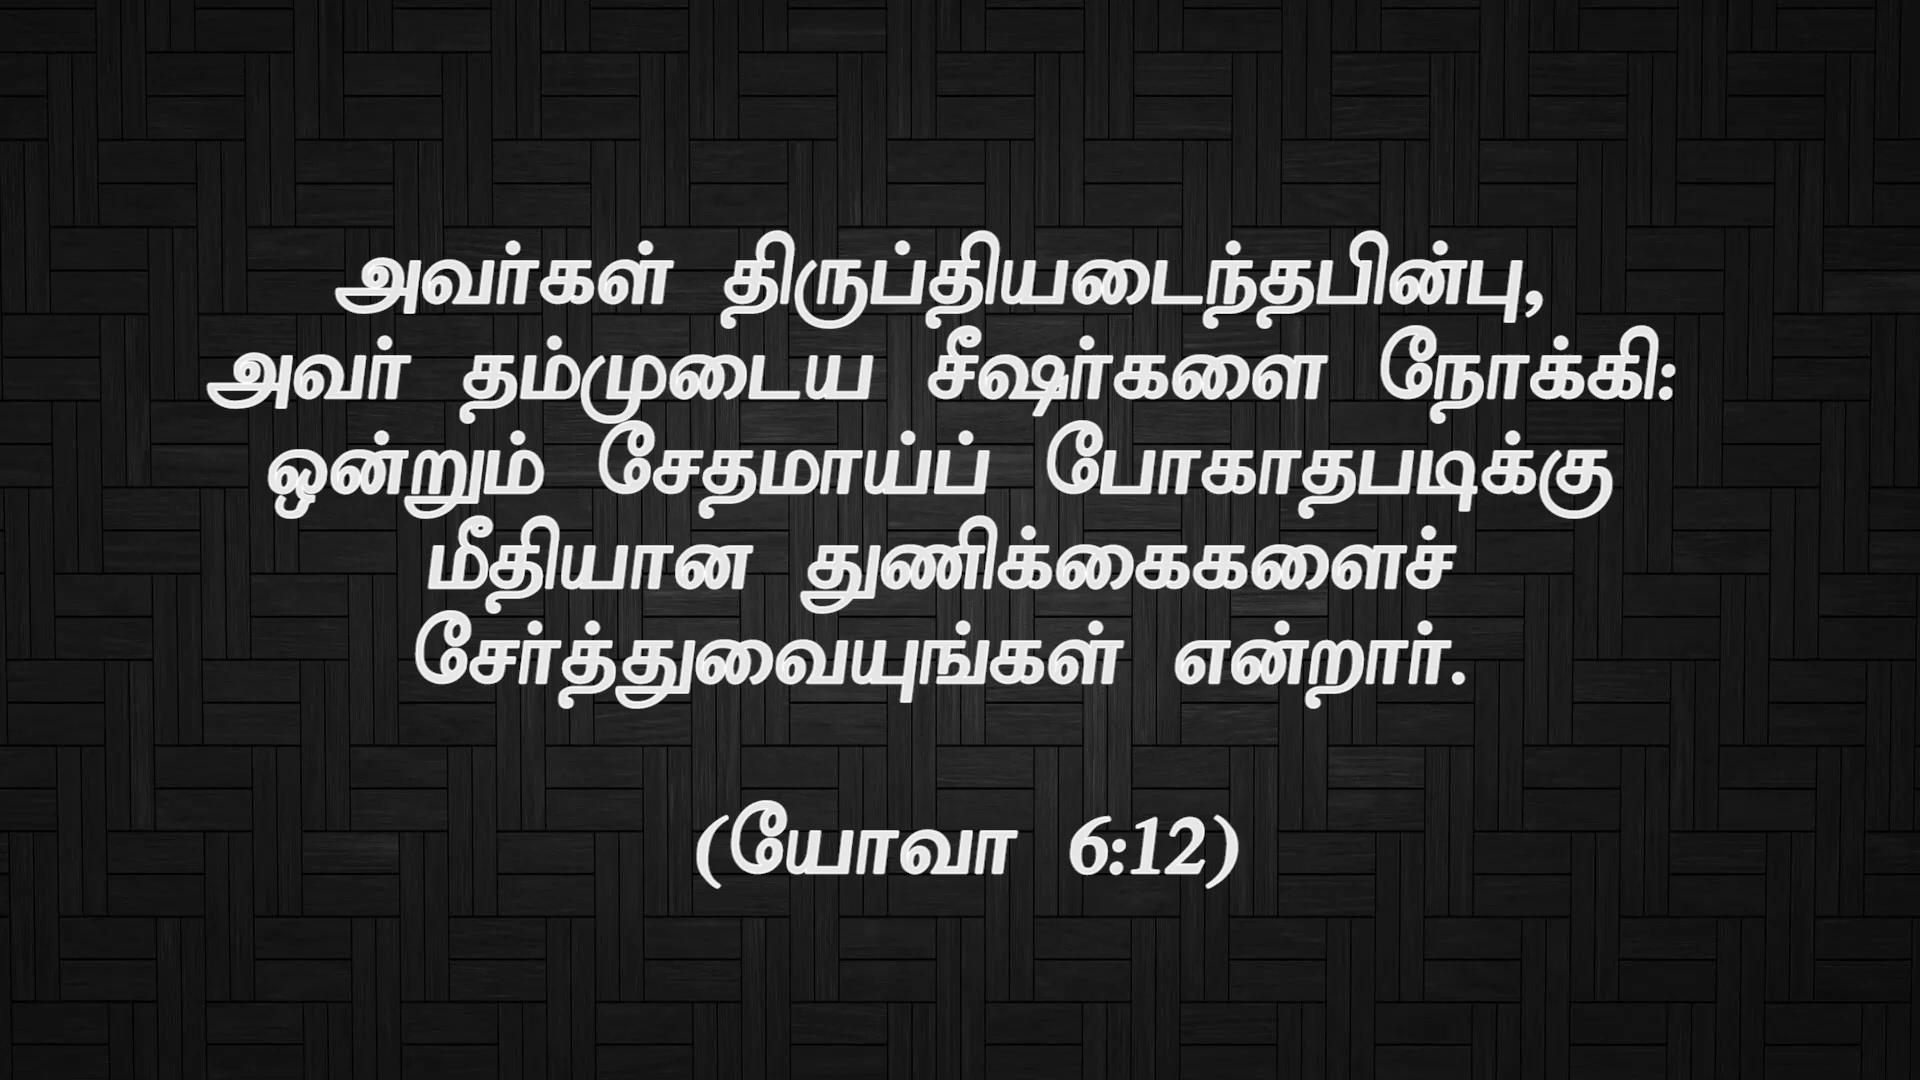 அவர்கள் திருப்தியடைந்தபின்பு,
அவர் தம்முடைய சீஷர்களை நோக்கி:
ஒன்றும் சேதமாய்ப் போகாதபடிக்கு
மீதியான துணிக்கைகளைச்
சேர்த்துவையுங்கள் என்றார்.
(யோவா 6:12)